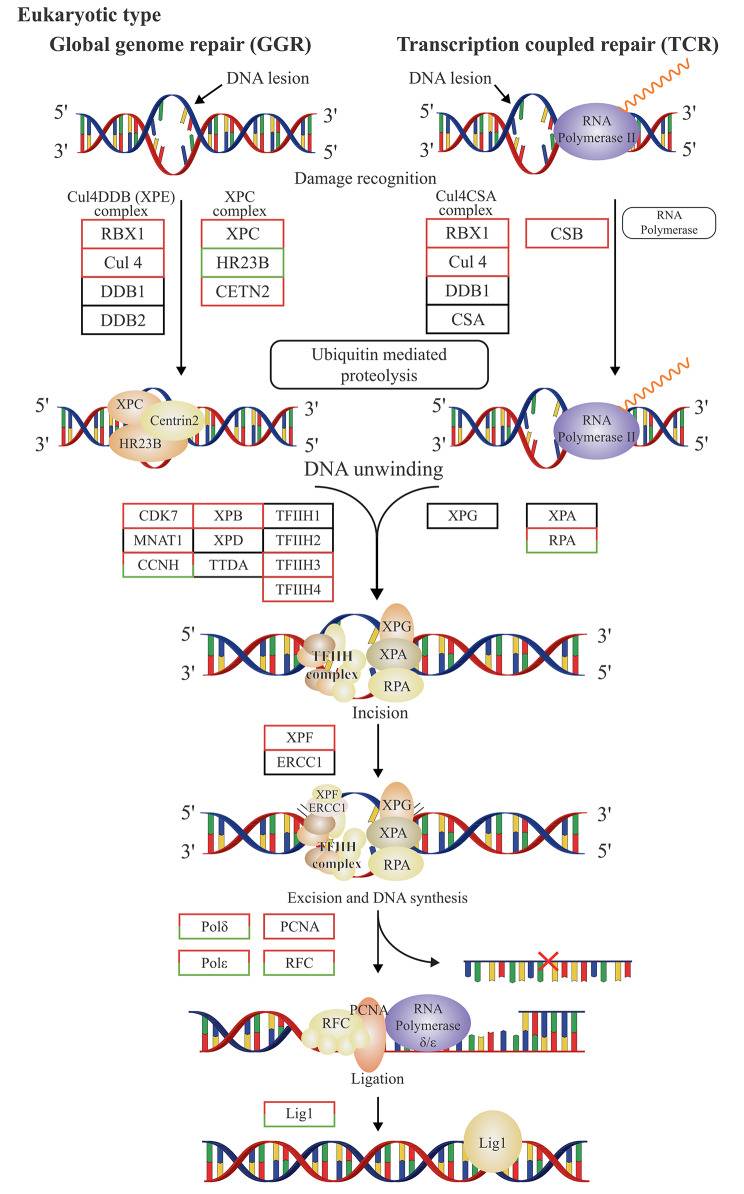 Eukaryotic type
Global genome repair (GGR)
Transcription coupled repair (TCR)
DNA lesion
5'
3'
3'
5'
DNA lesion
5'
3'
3'
5'
RNA
Polymerase II
Damage recognition
Cul4DDB (XPE)
complex
RBX1
Cul 4
DDB1
DDB2
XPC
complex
XPC
HR23B
CETN2
Cul4CSA
complex
RBX1
Cul 4
DDB1
CSA
CSB
RNA
Polymerase
Ubiquitin mediated
proteolysis
5'
3'
3'
5'
XPC
Centrin2
HR23B
5'
3'
3'
5'
RNA
Polymerase II
DNA unwinding
CDK7
XPB
TFIIH1
MNAT1
XPD
TFIIH2
CCNH
TTDA
TFIIH3
TFIIH4
XPG
XPA
RPA
5'
3'
3'
5'
TFIIH
complex
XPG
XPA
RPA
Incision
XPF
ERCC1
5'
3'
3'
5'
XPF
ERCC1
TFIIH
complex
XPG
XPA
RPA
Excision and DNA synthesis
Polδ
PCNA
Polε
RFC
RFC
PCNA
RNA
Polymerase
δ/ε
Ligation
Lig1
Lig1